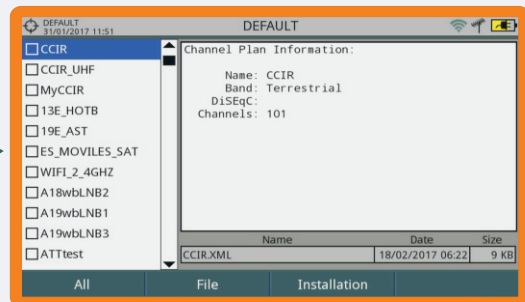 DEFAULT
31/01/2017 11:51
DEFAULT
CCIR
CCIR_UHF
MyCCIR
13E_HOTB
19E_AST
ES_MOVILES_SAT
WIFI_2_4GHZ
A18wbLNB2
A19wbLNB1
A19wbLNB3
ATTtest
Channel Plan Information:
Name: CCIR
Band: Terrestrial
DiSEqC:
Channels: 101
Name Date Size
CCIR.XML 18/02/2017 06:22 9 KB
All File Installation